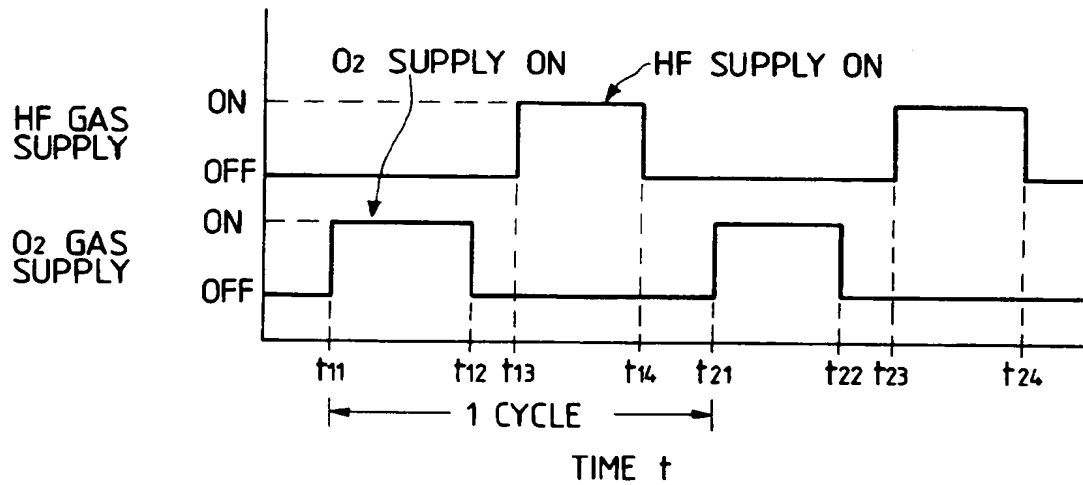 O2 SUPPLY ON
HF SUPPLY ON
HF GAS
SUPPLY
ON
OFF
O2 GAS
SUPPLY
ON
OFF
t11 t12 t13 t14 t21 t22 t23 t24
1 CYCLE
TIME t